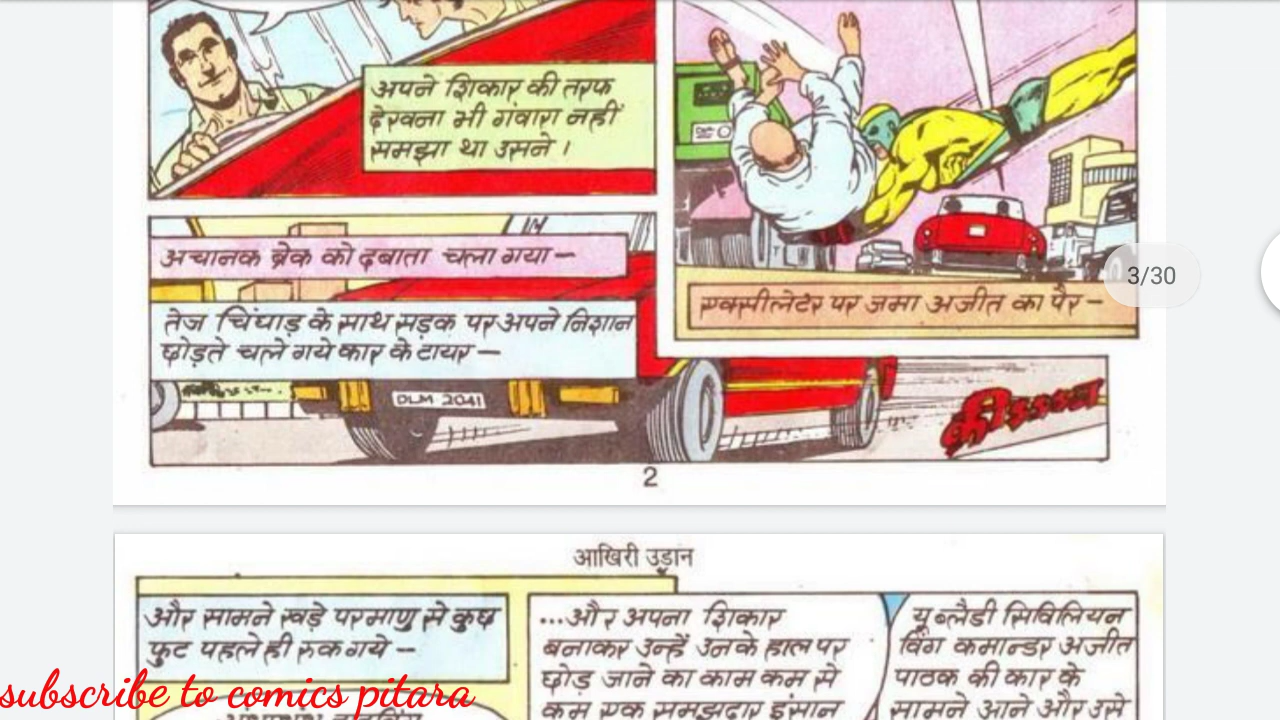 अपने शिकार की तरफ
देखना भी गंवारा नहीं
समझा था उसने।
एक्सीलेटर पर जमा अजीत का पैर—
अचानक ब्रेक को दबाता चला गया—
तेज चिंघाड़ के साथ सड़क पर अपने निशान
छोड़ते चले गये कार के टायर—
DLM 2041
2
3/30
आखिरी उड़ान
और सामने खड़े परमाणु से कुछ
फुट पहले ही रुक गये—
...और अपना शिकार
बनाकर उन्हें उनके हाल पर
छोड़ जाने का काम कम से
कम एक समझदार इंसान
यू ब्लैडी सिविलियन
विंग कमान्डर अजीत
पाठक की कार के
सामने आने और उसे
subscribe to comics pitara